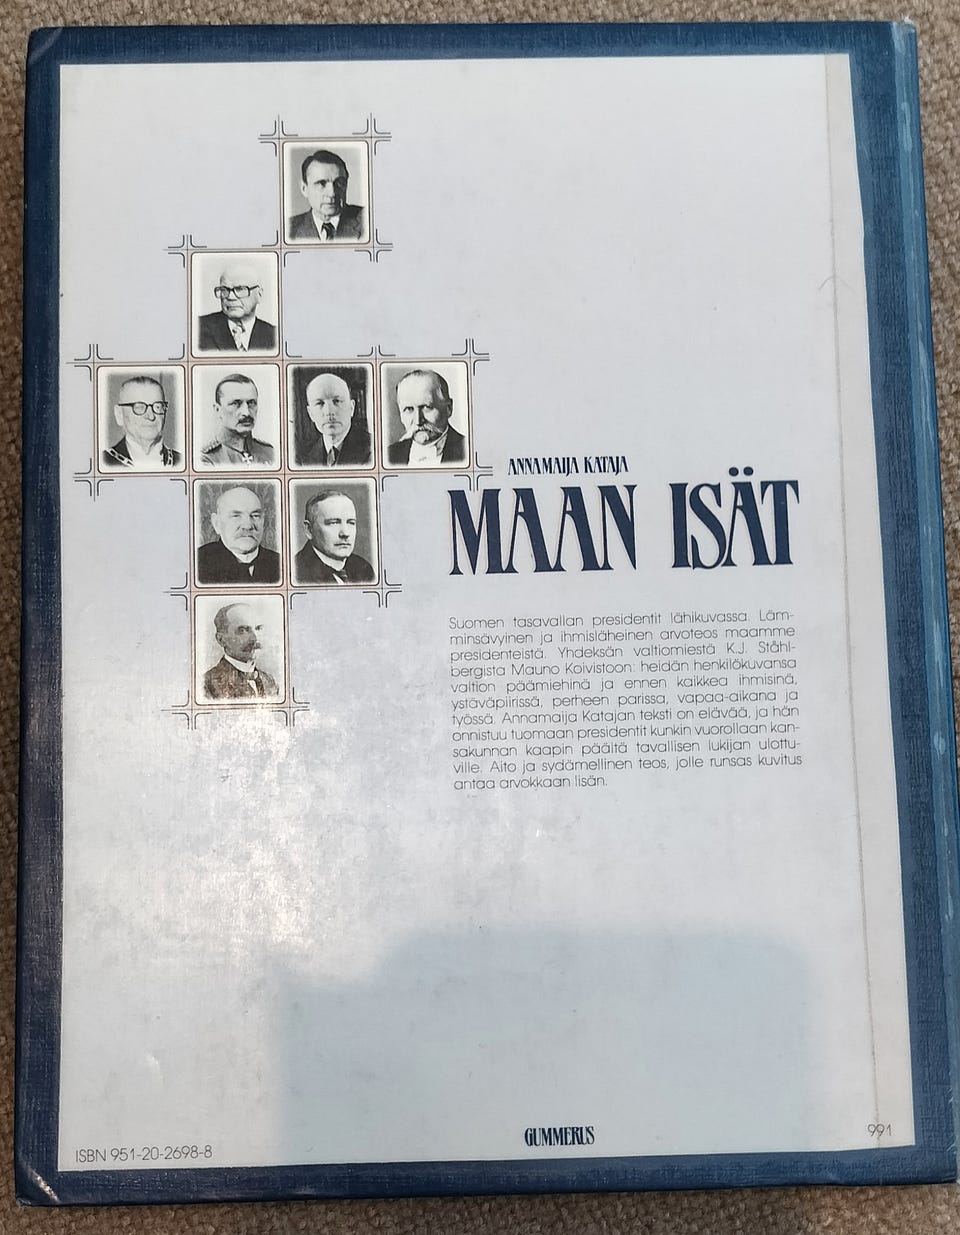 ANNAMAIJA KATAJA
MAAN ISÄT
Suomen tasavallan presidentit lähikuvassa. Läm-
minsävyinen ja ihmisläheinen arvoteos maamme
presidenteistä. Yhdeksän valtiomiestä K.J. Ståhl-
bergista Mauno Koivistoon: heidän henkilökuvansa
valtion päämiehinä ja ennen kaikkea ihmisinä,
ystäväpiirissä, perheen parissa, vapaa-aikana ja
työssä. Annamaija Katajan teksti on elävää, ja hän
onnistuu tuomaan presidentit kunkin vuorollaan kan-
sakunnan kaapin päältä tavallisen lukijan ulottu-
ville. Aito ja sydämellinen teos, jolle runsas kuvitus
antaa arvokkaan lisän.
ISBN 951-20-2698-8
GUMMERUS
991